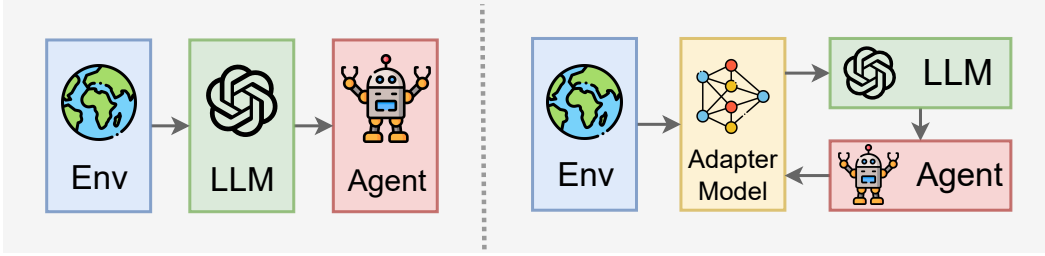 Env
LLM
Agent
Env
Adapter
Model
LLM
Agent